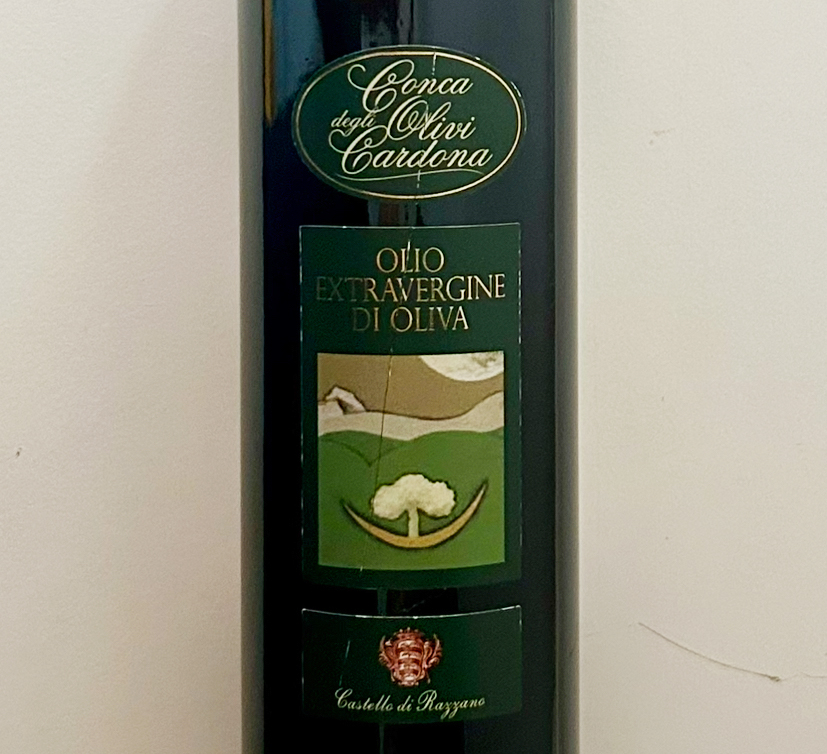 Conca
degli Olivi
Cardona
OLIO
EXTRAVERGINE
DI OLIVA
Castello di Razzano